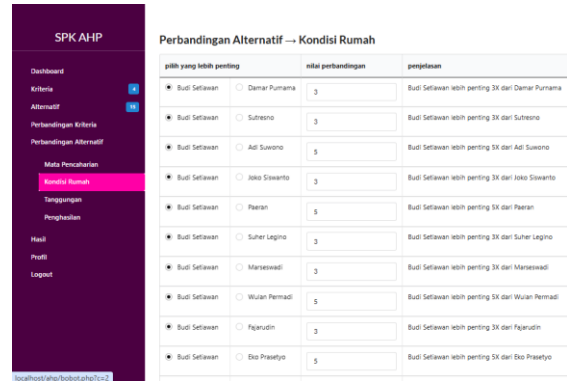 SPK AHP
Dashboard
Kriteria 4
Alternatif
Perbandingan Kriteria
Perbandingan Alternatif
Mata Pencaharian
Kondisi Rumah
Tanggungan
Penghasilan
Hasil
Profil
Logout
localhost/ahp/bobot.php?c=2
Perbandingan Alternatif → Kondisi Rumah
pilih yang lebih penting nilai perbandingan penjelasan
Budi Setiawan Damar Purnama 3 Budi Setiawan lebih penting 3X dari Damar Purnama
Budi Setiawan Sutresno 3 Budi Setiawan lebih penting 3X dari Sutresno
Budi Setiawan Adi Suwono 5 Budi Setiawan lebih penting 5X dari Adi Suwono
Budi Setiawan Joko Siswanto 3 Budi Setiawan lebih penting 3X dari Joko Siswanto
Budi Setiawan Paeran 5 Budi Setiawan lebih penting 5X dari Paeran
Budi Setiawan Suher Legino 3 Budi Setiawan lebih penting 3X dari Suher Legino
Budi Setiawan Marseswadi 3 Budi Setiawan lebih penting 3X dari Marseswadi
Budi Setiawan Wulan Permadi 5 Budi Setiawan lebih penting 5X dari Wulan Permadi
Budi Setiawan Fajarudin 3 Budi Setiawan lebih penting 3X dari Fajarudin
Budi Setiawan Eko Prasetyo 5 Budi Setiawan lebih penting 5X dari Eko Prasetyo